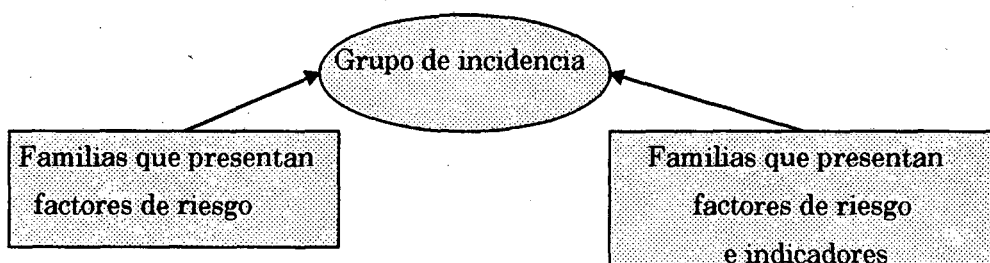 Grupo de incidencia
Familias que presentan
factores de riesgo
Familias que presentan
factores de riesgo
e indicadores